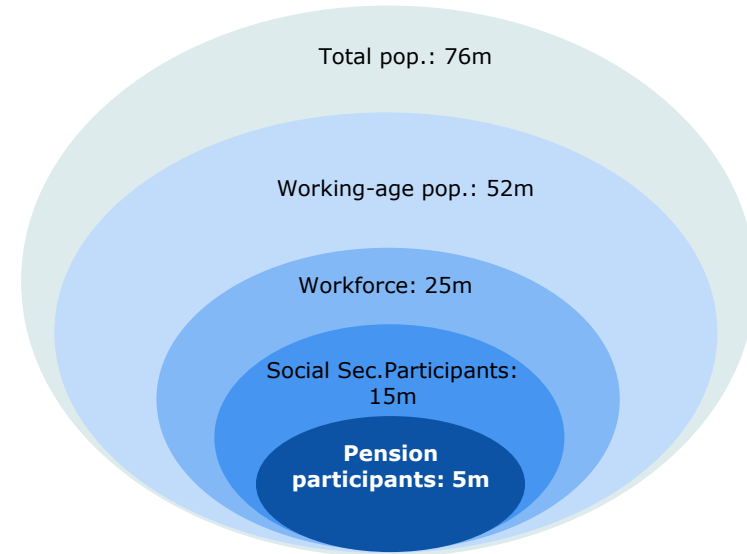 Total pop.: 76m
Working-age pop.: 52m
Workforce: 25m
Social Sec.Participants:
15m
Pension
participants: 5m